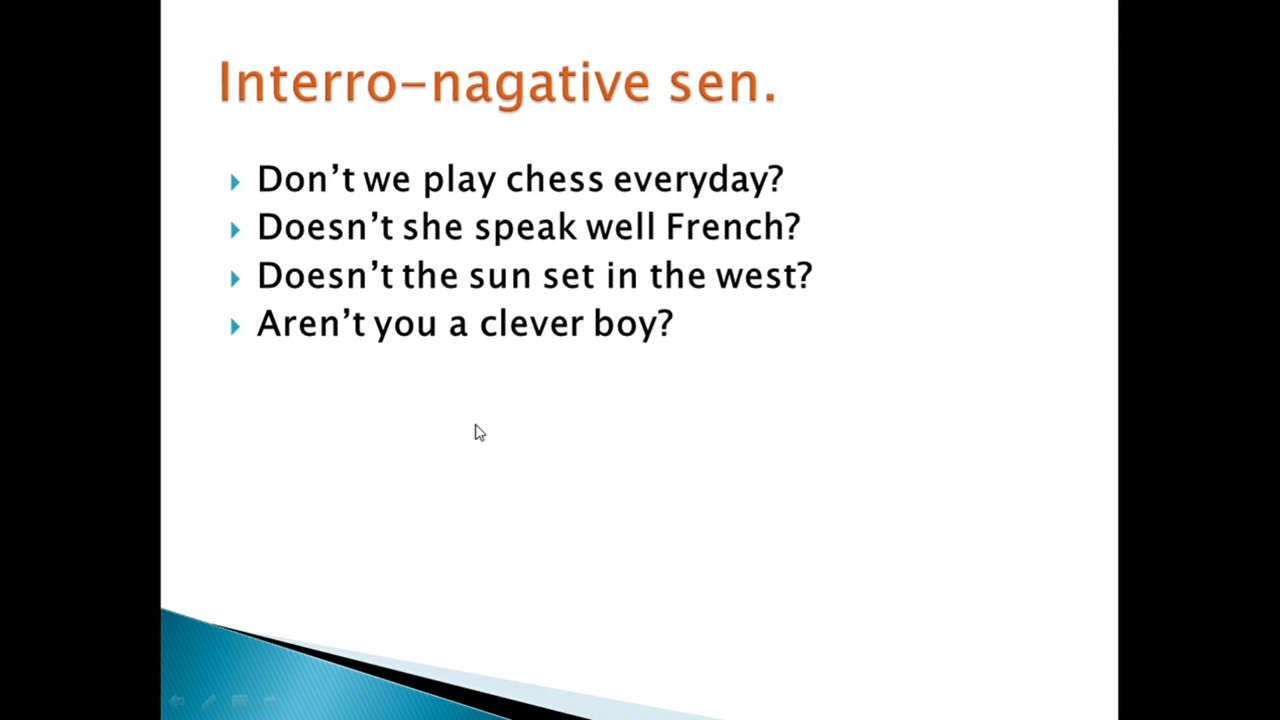 Interro-nagative sen.
Don't we play chess everyday?
Doesn't she speak well French?
Doesn't the sun set in the west?
Aren't you a clever boy?